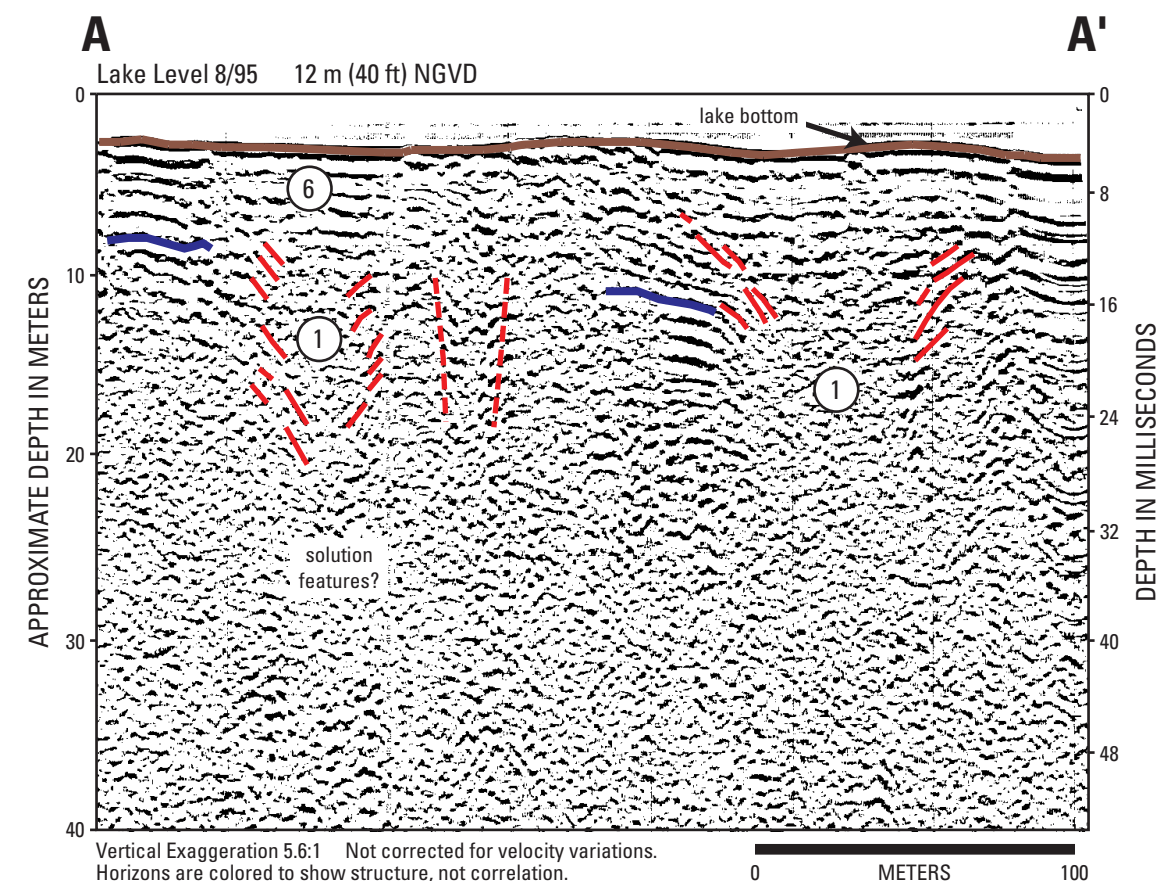 A
A'
Lake Level 8/95 12 m (40 ft) NGVD
0
0
lake bottom
6
8
10
16
1
1
20
24
APPROXIMATE DEPTH IN METERS
DEPTH IN MILLISECONDS
32
solution
features?
30
40
48
40
Vertical Exaggeration 5.6:1 Not corrected for velocity variations.
Horizons are colored to show structure, not correlation.
0 METERS 100